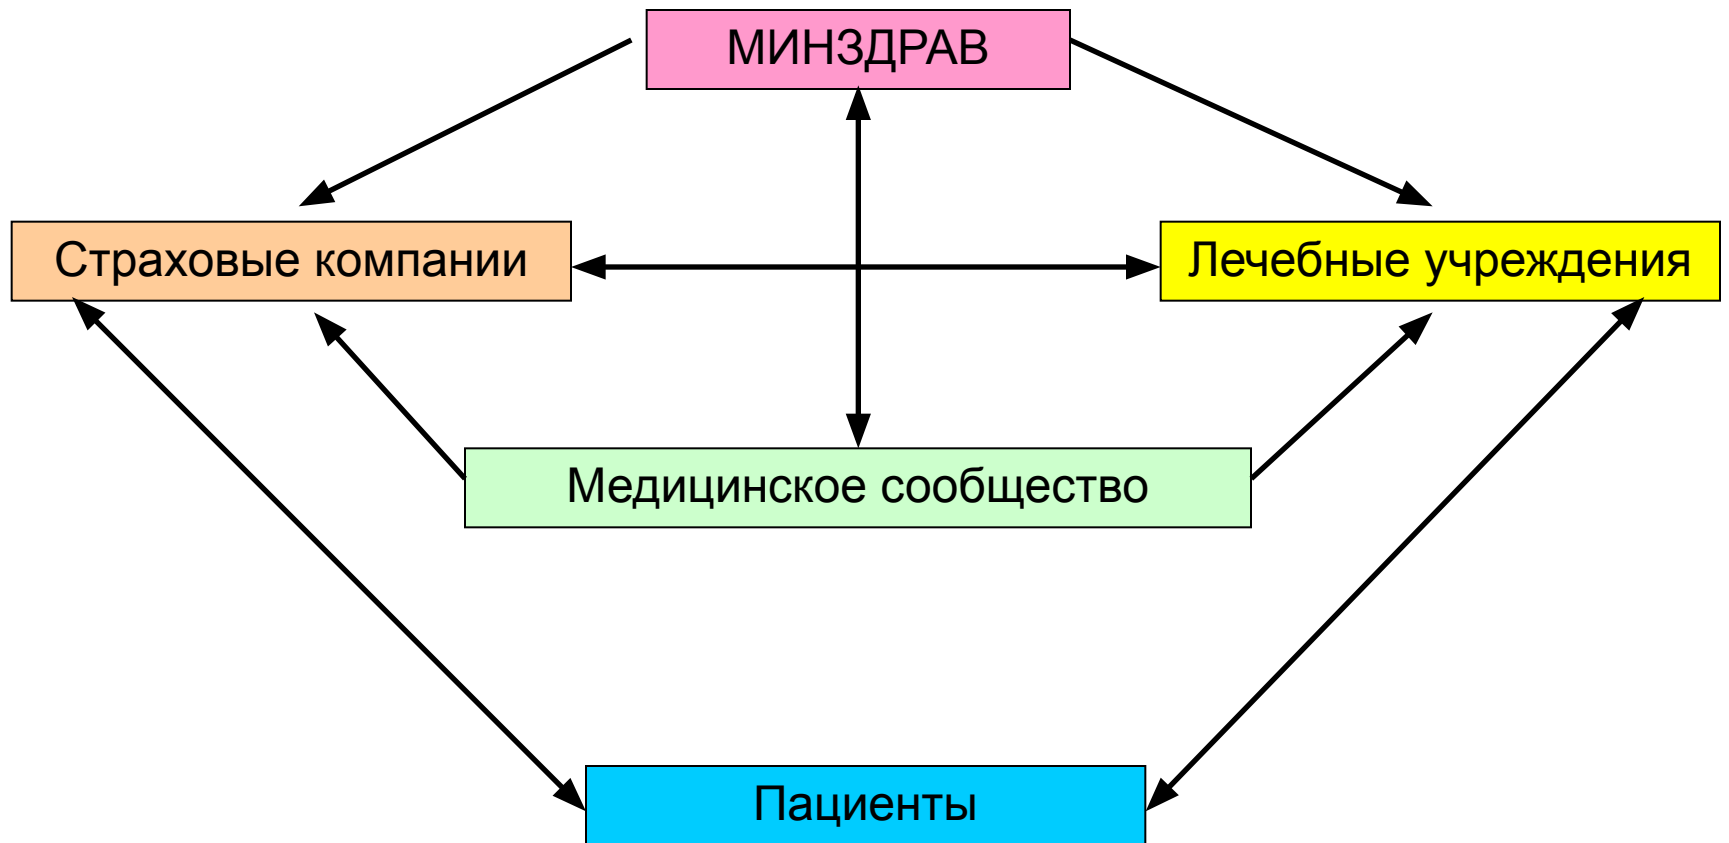 МИНЗДРАВ
Страховые компании
Лечебные учреждения
Медицинское сообщество
Пациенты